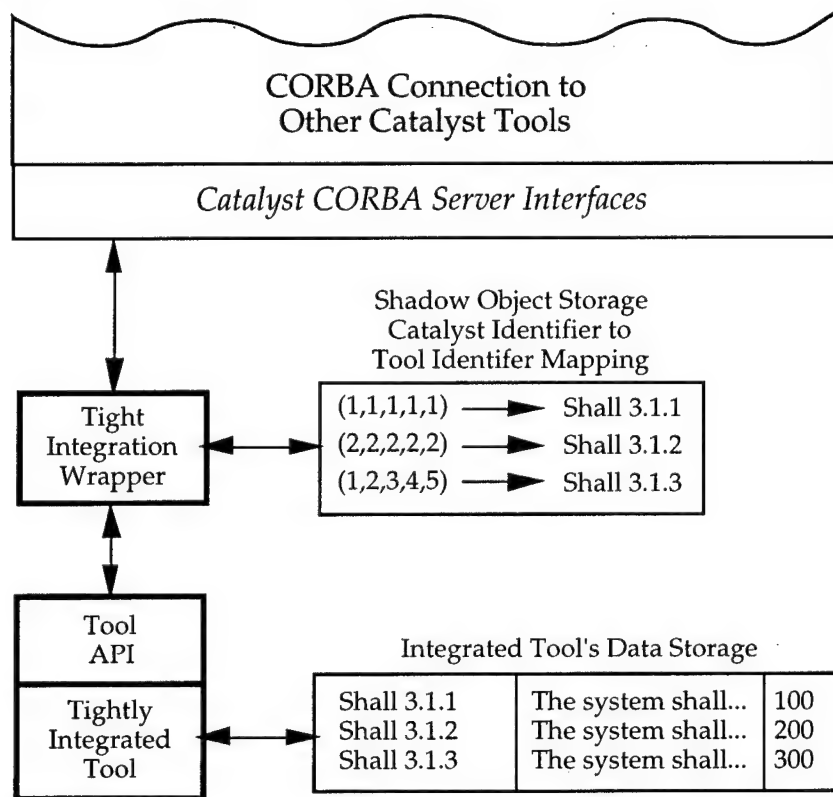 CORBA Connection to
Other Catalyst Tools
Catalyst CORBA Server Interfaces
Shadow Object Storage
Catalyst Identifier to
Tool Identifer Mapping
Tight
Integration
Wrapper
(1,1,1,1,1) Shall 3.1.1
(2,2,2,2,2) Shall 3.1.2
(1,2,3,4,5) Shall 3.1.3
Tool
API
Integrated Tool's Data Storage
Tightly
Integrated
Tool
Shall 3.1.1 The system shall... 100
Shall 3.1.2 The system shall... 200
Shall 3.1.3 The system shall... 300